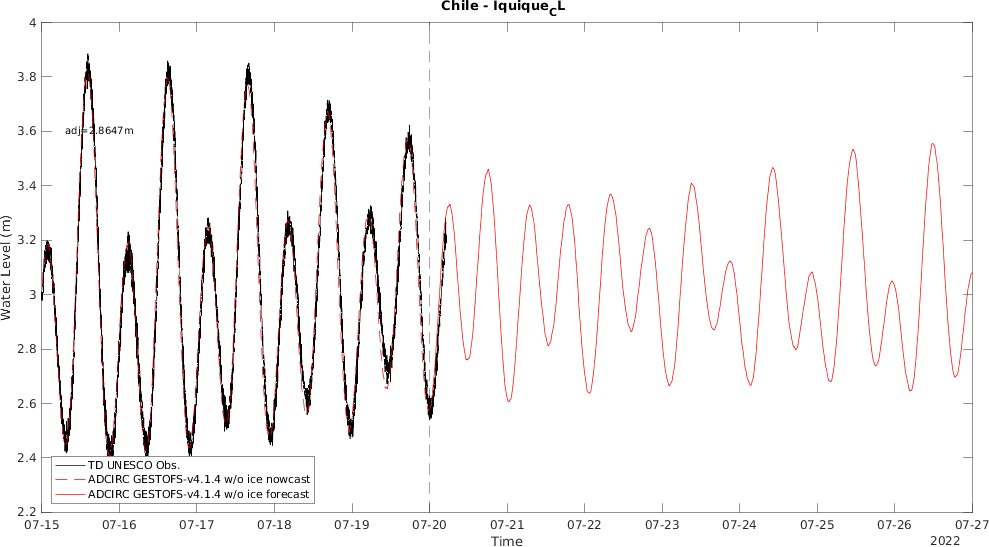 Chile - Iquique_CL
4
3.8
3.6
3.4
3.2
3
2.8
2.6
2.4
2.2
Water Level (m)
adj=2.8647m
TD UNESCO Obs.
ADCIRC GESTOFS-v4.1.4 w/o ice nowcast
ADCIRC GESTOFS-v4.1.4 w/o ice forecast
07-15 07-16 07-17 07-18 07-19 07-20 07-21 07-22 07-23 07-24 07-25 07-26 07-27
Time
2022